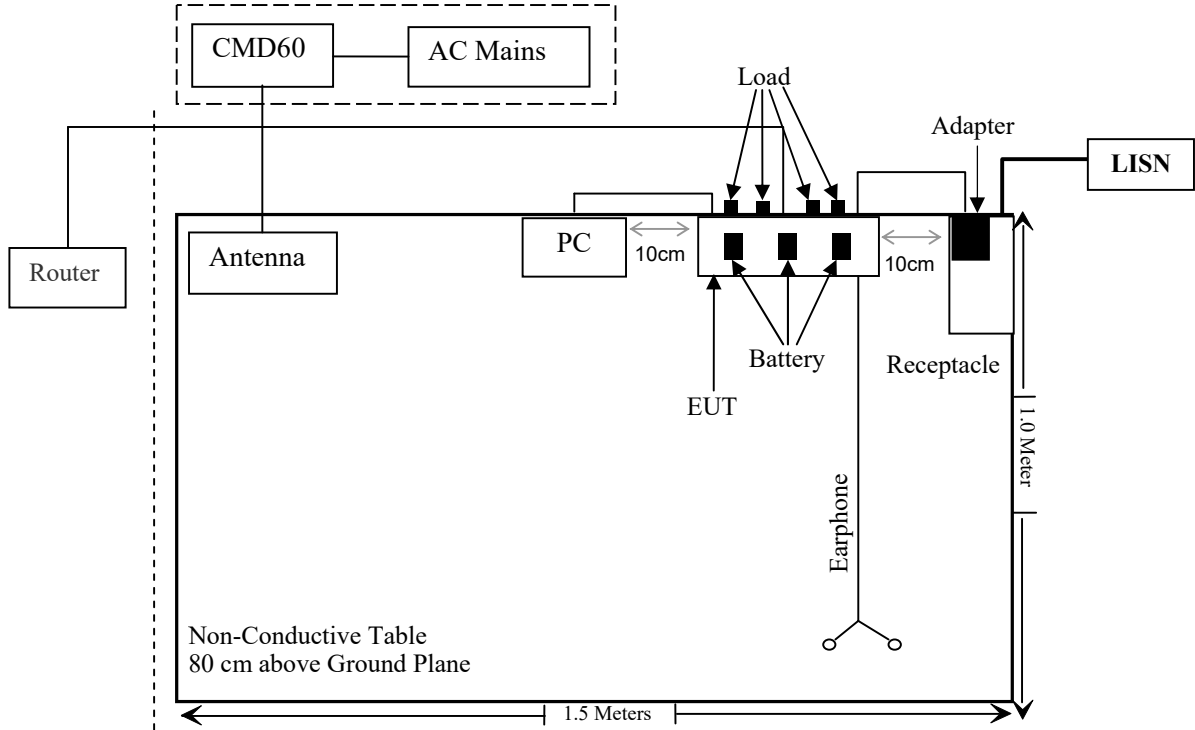 CMD60
AC Mains
Load
Adapter
LISN
Router
Antenna
PC
10cm
10cm
Battery
Receptacle
EUT
1.0 Meter
Earphone
Non-Conductive Table
80 cm above Ground Plane
1.5 Meters